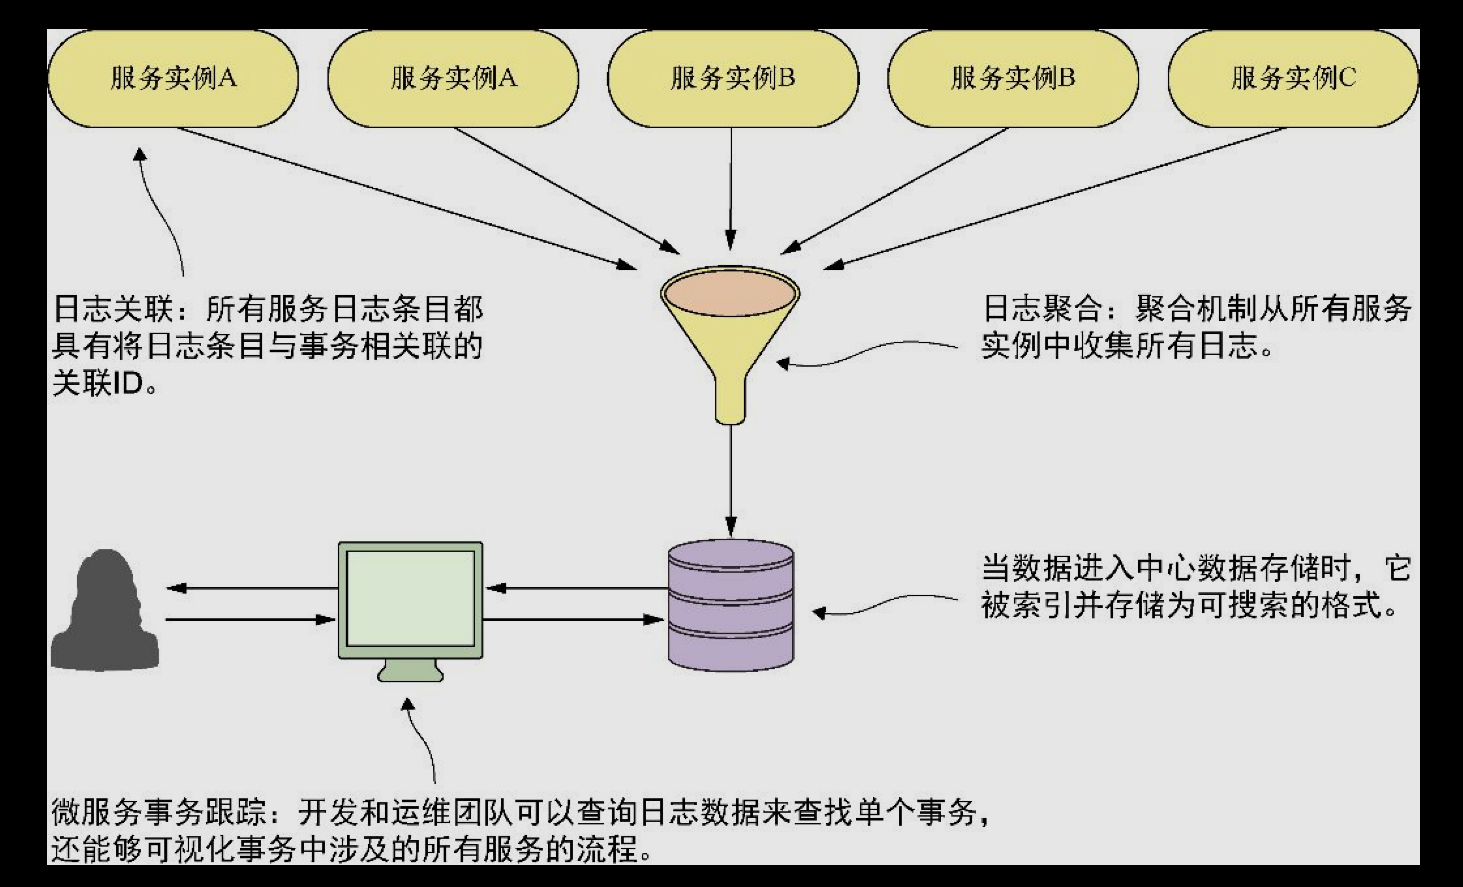 服务实例A
服务实例A
服务实例B
服务实例B
服务实例C
日志关联：所有服务日志条目都
具有将日志条目与事务相关联的
关联ID。
日志聚合：聚合机制从所有服务
实例中收集所有日志。
当数据进入中心数据存储时，它
被索引并存储为可搜索的格式。
微服务事务跟踪：开发和运维团队可以查询日志数据来查找单个事务，
还能够可视化事务中涉及的所有服务的流程。